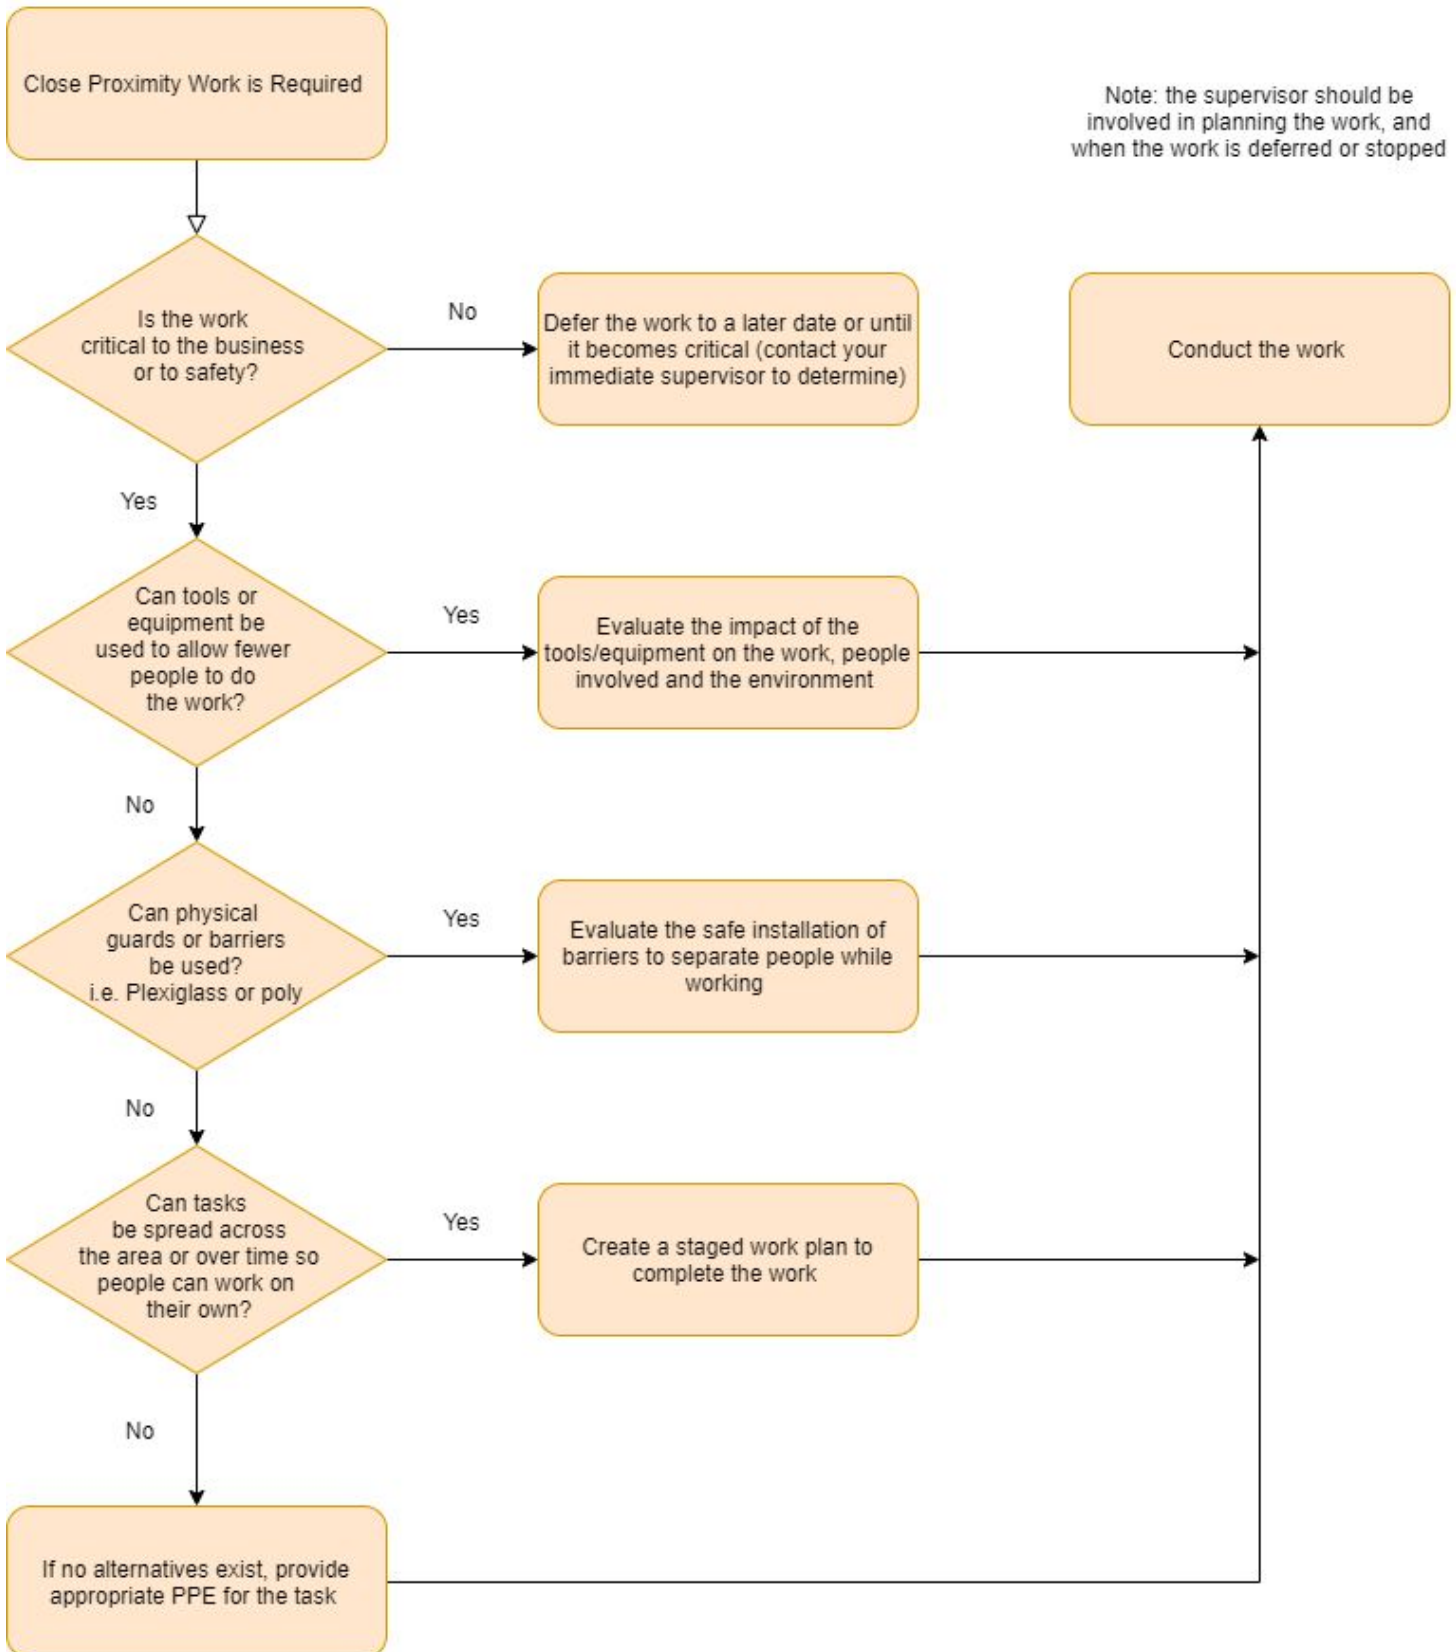 Close Proximity Work is Required
Note: the supervisor should be
involved in planning the work, and
when the work is deferred or stopped
Is the work
critical to the business
or to safety?
No
Defer the work to a later date or until
it becomes critical (contact your
immediate supervisor to determine)
Conduct the work
Yes
Can tools or
equipment be
used to allow fewer
people to do
the work?
Yes
Evaluate the impact of the
tools/equipment on the work, people
involved and the environment
No
Can physical
guards or barriers
be used?
i.e. Plexiglass or poly
Yes
Evaluate the safe installation of
barriers to separate people while
working
No
Can tasks
be spread across
the area or over time so
people can work on
their own?
Yes
Create a staged work plan to
complete the work
No
If no alternatives exist, provide
appropriate PPE for the task